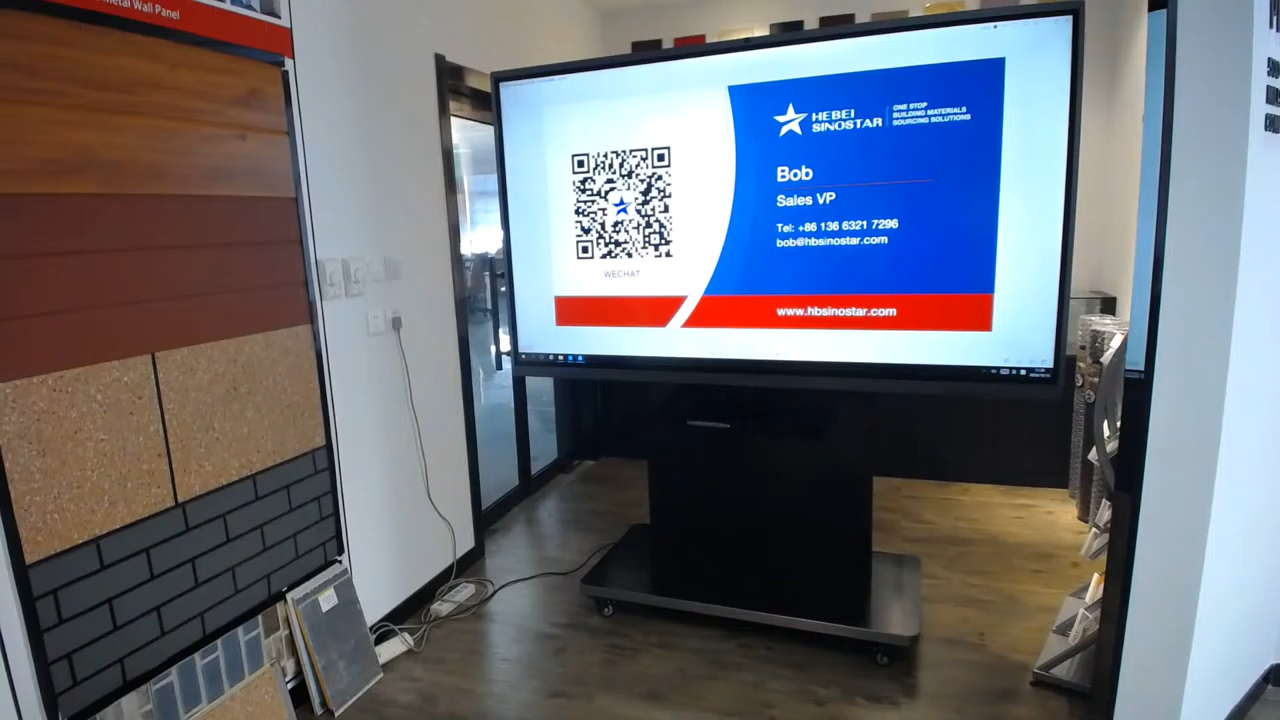 Metal Wall Panel
HEBEI
SINOSTAR
ONE STOP
BUILDING MATERIALS
SOURCING SOLUTIONS
Bob
Sales VP
Tel: +86 136 6321 7296
bob@hbsinostar.com
WECHAT
www.hbsinostar.com